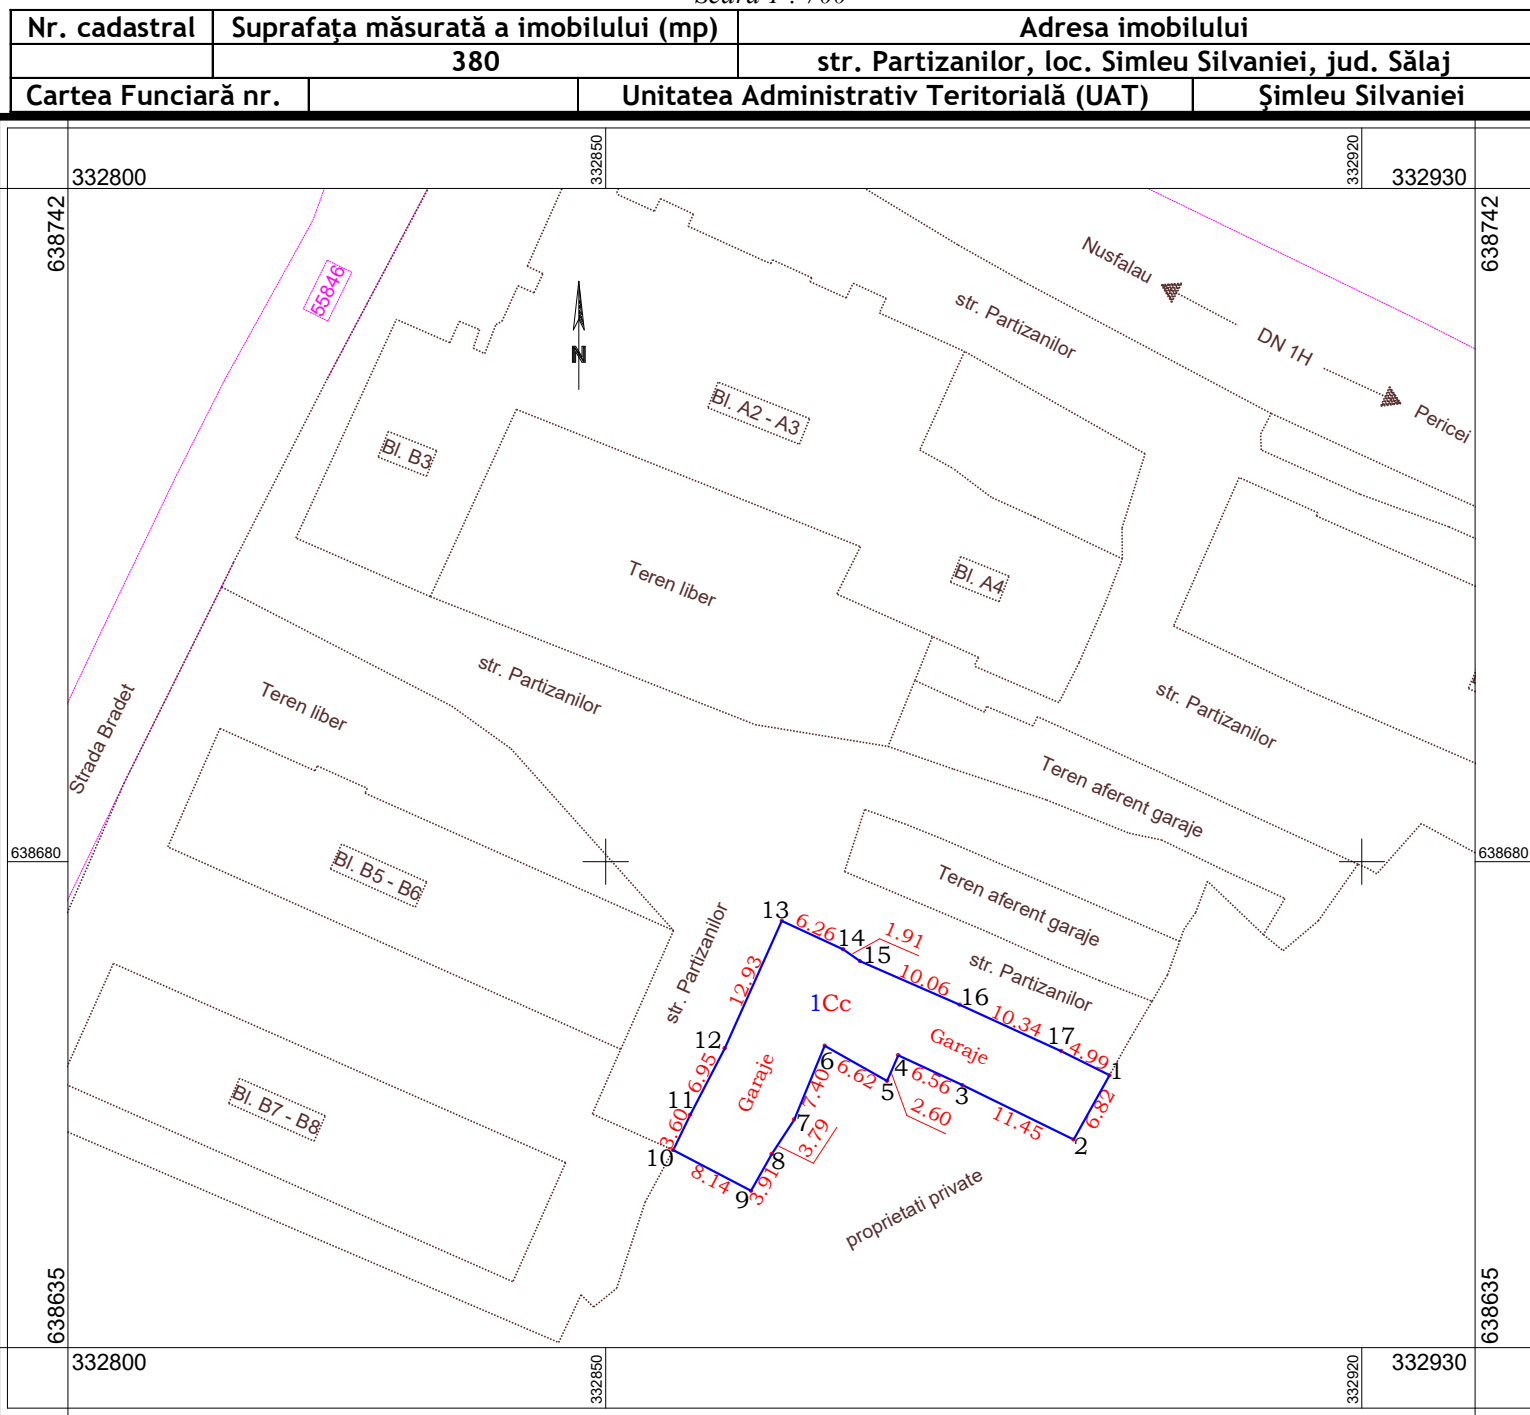 Scara 1 : 700
Nr. cadastral Suprafaţa măsurată a imobilului (mp) Adresa imobilului
380 str. Partizanilor, loc. Simleu Silvaniei, jud. Sălaj
Cartea Funciară nr. Unitatea Administrativ Teritorială (UAT) Şimleu Silvaniei
332800 332850 332920 332930
638742 638742
55846
N
Nusfalau
DN 1H
Pericei
str. Partizanilor
Bl. A2 - A3
Bl. B3
Teren liber
Bl. A4
str. Partizanilor
Teren liber
Strada Bradet
str. Partizanilor
Teren aferent garaje
638680 638680
Bl. B5 - B6
Teren aferent garaje
str. Partizanilor
str. Partizanilor
13 6.26 14 1.91
15 10.06 16 10.34 17 4.99 1
12.93
1Cc
Garaje
12
6 6.62 5 4 6.56 3
6.82
2.60
11.45
2
Garaje
7.40
6.95
11
7
3.79
3.60
8
10
8.14
3.91
9
Bl. B7 - B8
proprietati private
638635 638635
332800 332850 332920 332930